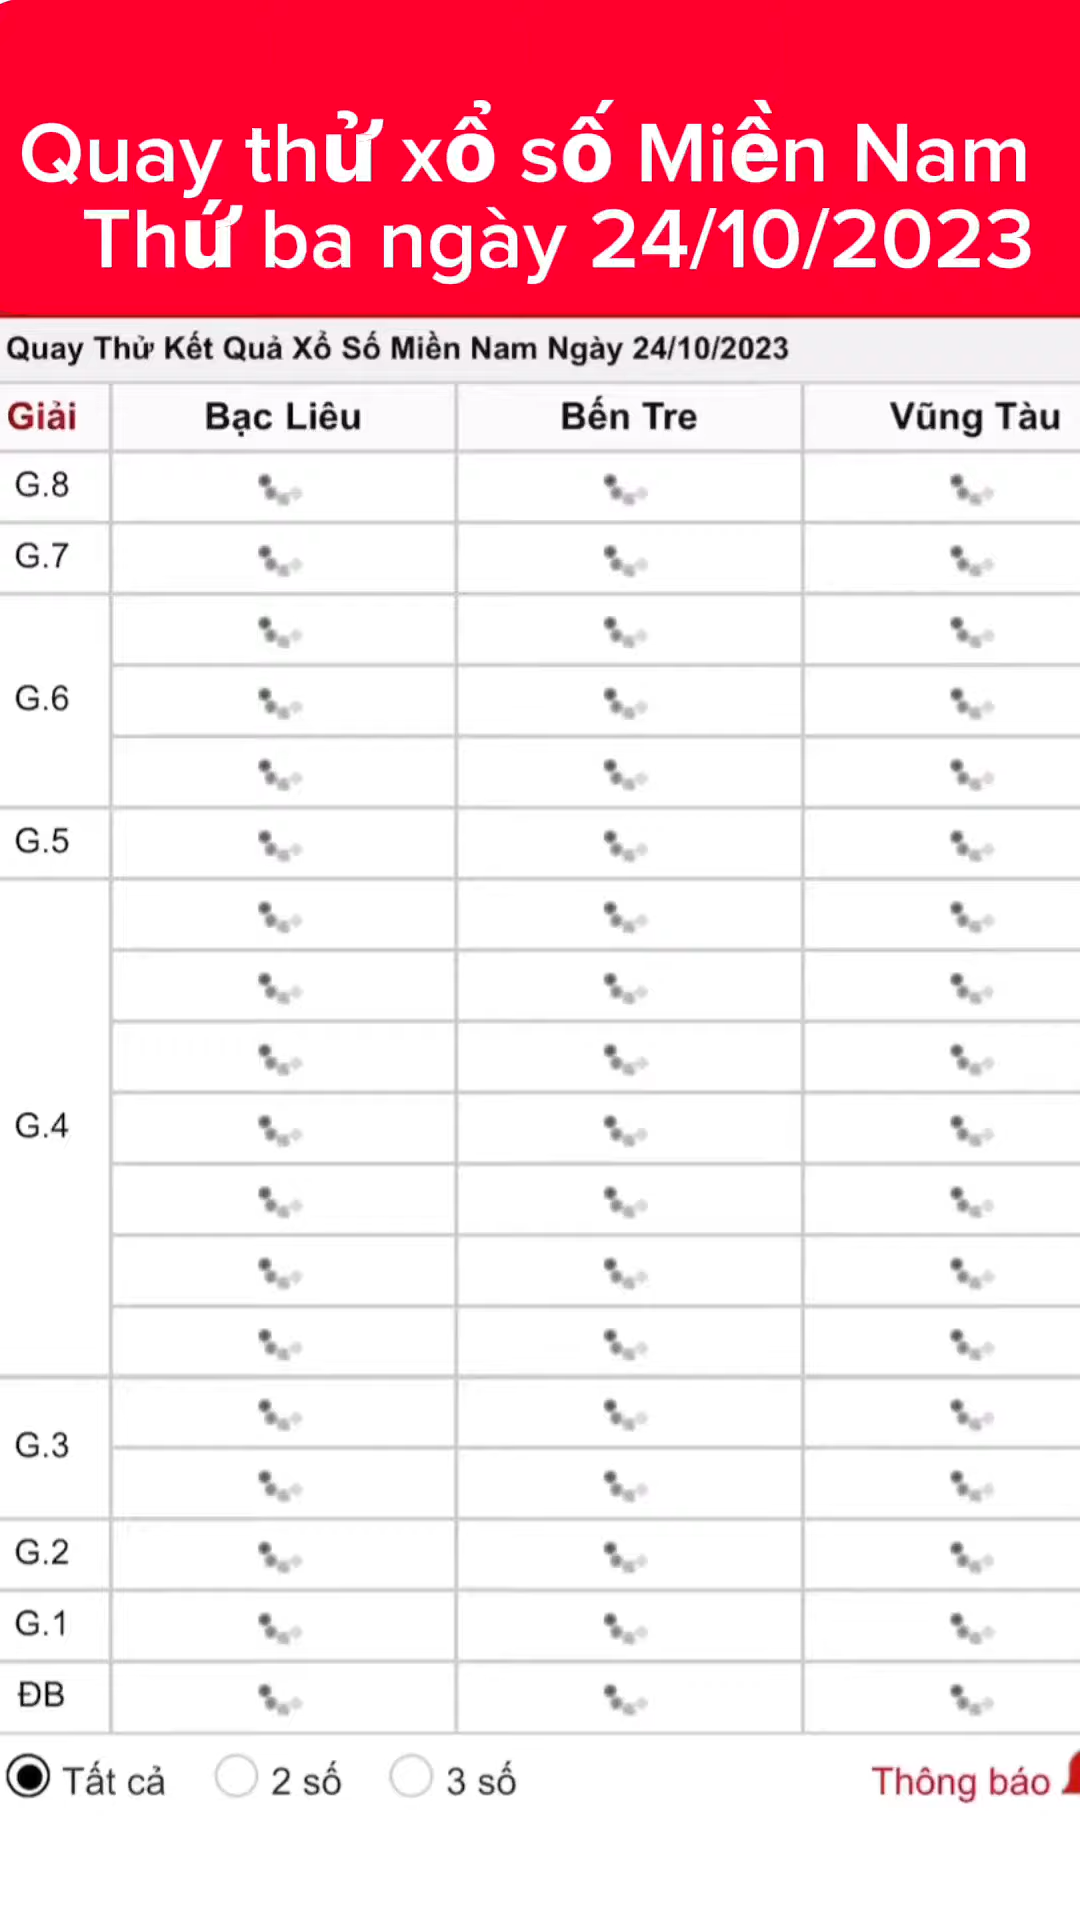 Quay thử xổ số Miền Nam
Thứ ba ngày 24/10/2023
Quay Thử Kết Quả Xổ Số Miền Nam Ngày 24/10/2023
Giải Bạc Liêu Bến Tre Vũng Tàu
G.8
G.7
G.6
G.5
G.4
G.3
G.2
G.1
ĐB
Tất cả 2 số 3 số Thông báo